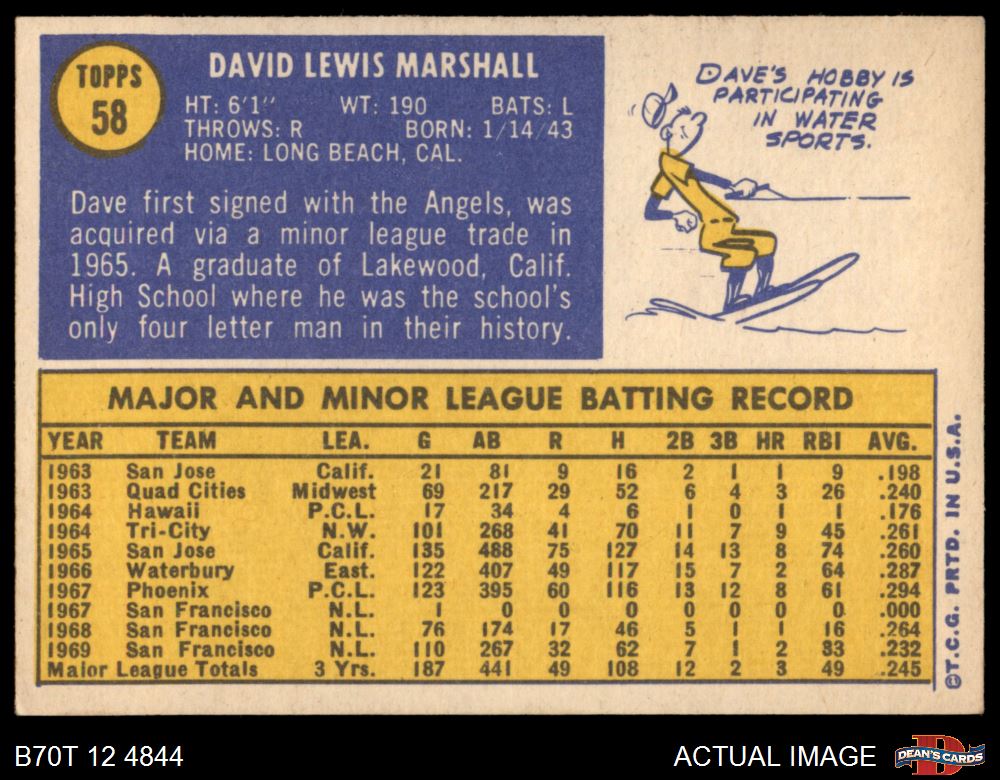 TOPPS
58
DAVID LEWIS MARSHALL
HT: 6'1" WT: 190 BATS: L
THROWS: R BORN: 1/14/43
HOME: LONG BEACH, CAL.
Dave first signed with the Angels, was
acquired via a minor league trade in
1965. A graduate of Lakewood, Calif.
High School where he was the school's
only four letter man in their history.
DAVE'S HOBBY IS
PARTICIPATING
IN WATER
SPORTS.
MAJOR AND MINOR LEAGUE BATTING RECORD
YEAR TEAM LEA. G AB R H 2B 3B HR RBI AVG.
1963 San Jose Calif. 21 81 9 16 2 1 1 9 .198
1963 Quad Cities Midwest 69 217 29 52 6 4 3 26 .240
1964 Hawaii P.C.L. 17 34 4 6 1 0 1 1 .176
1964 Tri-City N.W. 101 268 41 70 11 7 9 45 .261
1965 San Jose Calif. 135 488 75 127 14 13 8 74 .260
1966 Waterbury East. 122 407 49 117 15 7 2 64 .287
1967 Phoenix P.C.L. 123 395 60 116 13 12 8 61 .294
1967 San Francisco N.L. 1 0 0 0 0 0 0 0 .000
1968 San Francisco N.L. 76 174 17 46 5 1 1 16 .264
1969 San Francisco N.L. 110 267 32 62 7 1 2 33 .232
Major League Totals 3 Yrs. 187 441 49 108 12 2 3 49 .245
©T.C.G. PRTD. IN U.S.A.
B70T 12 4844
ACTUAL IMAGE
D
DEAN'S CARDS